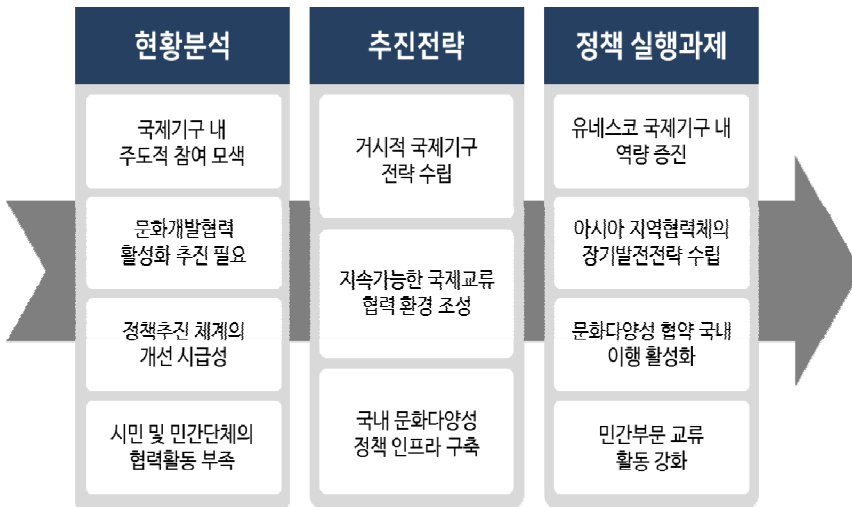 현황분석
국제기구 내
주도적 참여 모색
문화개발협력
활성화 추진 필요
정책추진 체계의
개선 시급성
시민 및 민간단체의
협력활동 부족
추진전략
거시적 국제기구
전략 수립
지속가능한 국제교류
협력 환경 조성
국내 문화다양성
정책 인프라 구축
정책 실행과제
유네스코 국제기구 내
역량 증진
아시아 지역협력체의
장기발전전략 수립
문화다양성 협약 국내
이행 활성화
민간부문 교류
활동 강화